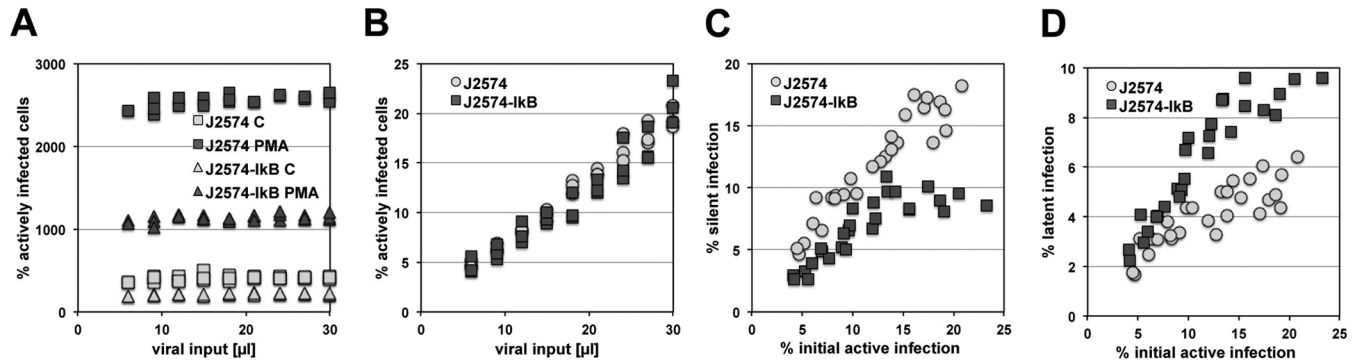 A
B
C
D
% actively infected cells
3000
2000
1000
0
J2574 C
J2574 PMA
J2574-IkB C
J2574-IkB PMA
0 10 20 30
viral input [µl]
% actively infected cells
25
20
15
10
5
0
J2574
J2574-IkB
0 10 20 30
viral input [µl]
% silent infection
20
15
10
5
0
J2574
J2574-IkB
0 5 10 15 20 25
% initial active infection
% latent infection
10
8
6
4
2
0
J2574
J2574-IkB
0 5 10 15 20 25
% initial active infection